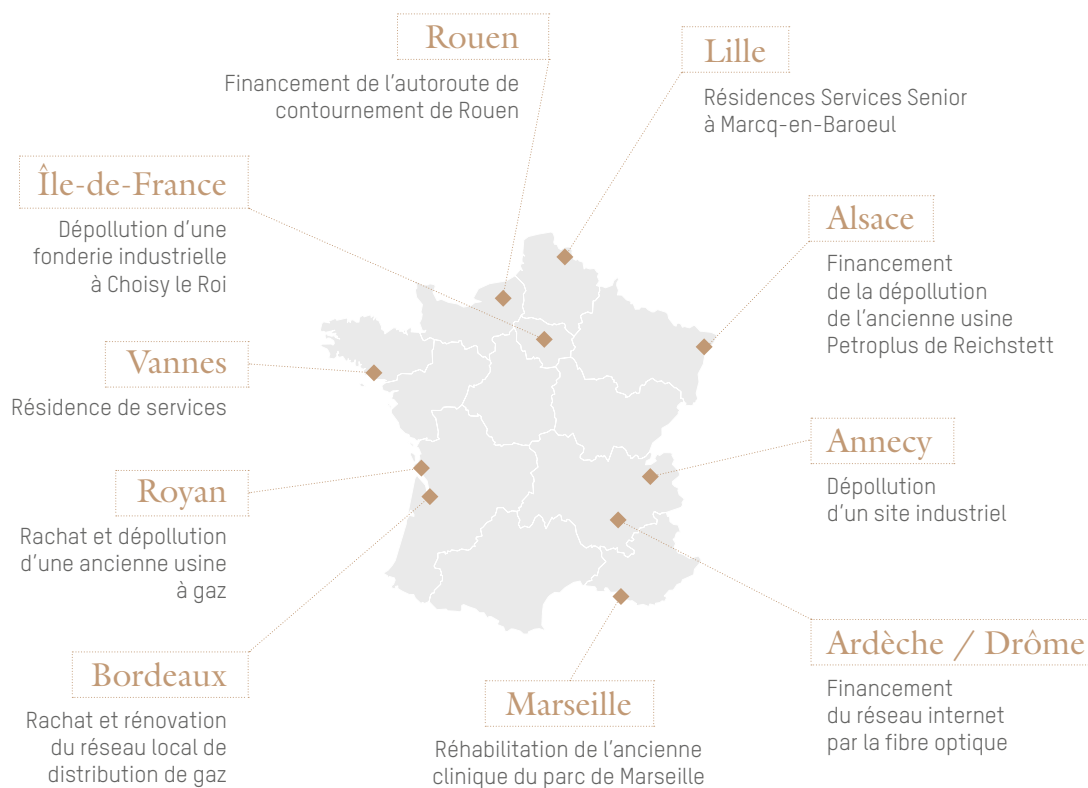 Rouen
Financement de l'autoroute de
contournement de Rouen
Lille
Résidences Services Senior
à Marcq-en-Baroeul
Île-de-France
Dépollution d'une
fonderie industrielle
à Choisy le Roi
Alsace
Financement
de la dépollution
de l'ancienne usine
Petroplus de Reichstett
Vannes
Résidence de services
Annecy
Dépollution
d'un site industriel
Royan
Rachat et dépollution
d'une ancienne usine
à gaz
Ardèche / Drôme
Financement
du réseau internet
par la fibre optique
Bordeaux
Rachat et rénovation
du réseau local de
distribution de gaz
Marseille
Réhabilitation de l'ancienne
clinique du parc de Marseille